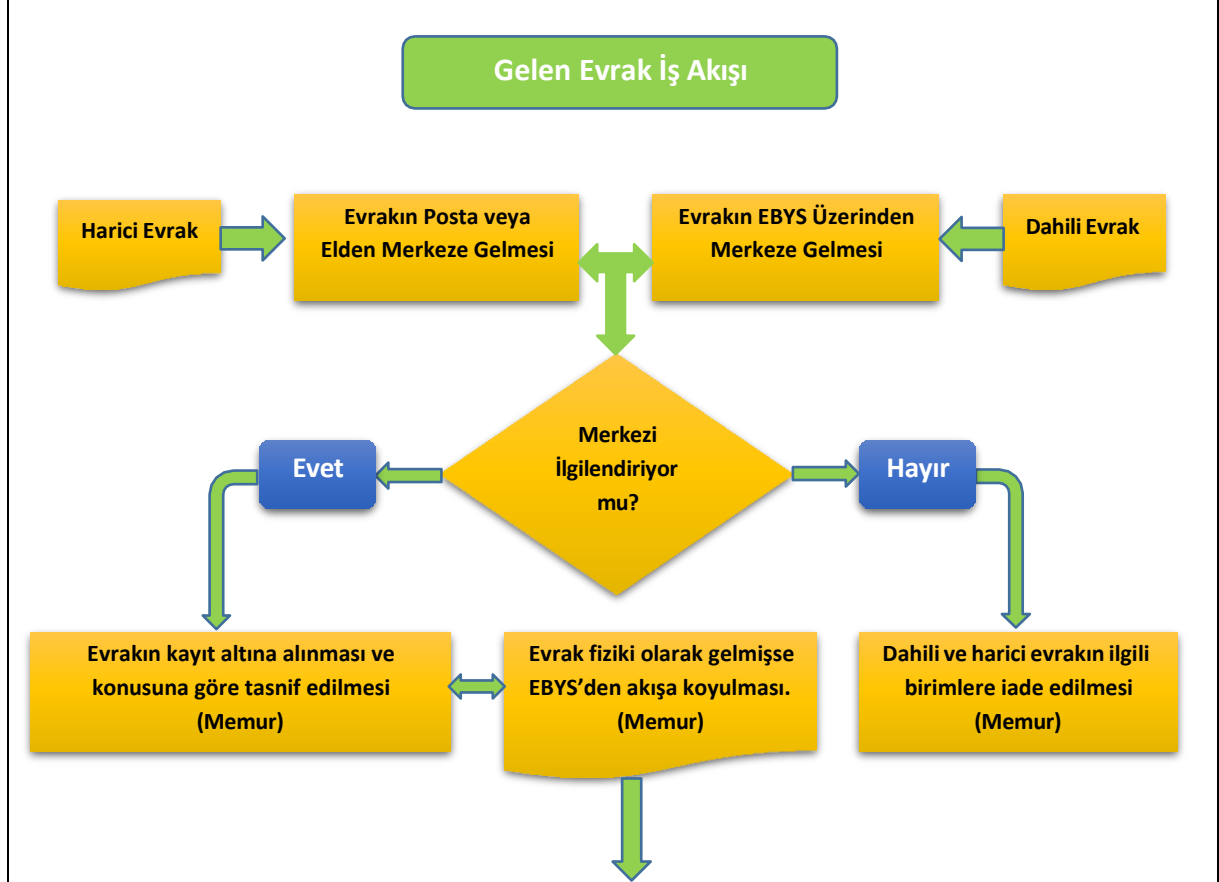 Gelen Evrak İş Akışı
Harici Evrak
Evrakın Posta veya
Elden Merkeze Gelmesi
Evrakın EBYS Üzerinden
Merkeze Gelmesi
Dahili Evrak
Merkezi
İlgilendiriyor
mu?
Evet
Hayır
Evrakın kayıt altına alınması ve
konusuna göre tasnif edilmesi
(Memur)
Evrak fiziki olarak gelmişse
EBYS’den akışa koyulması.
(Memur)
Dahili ve harici evrakın ilgili
birimlere iade edilmesi
(Memur)